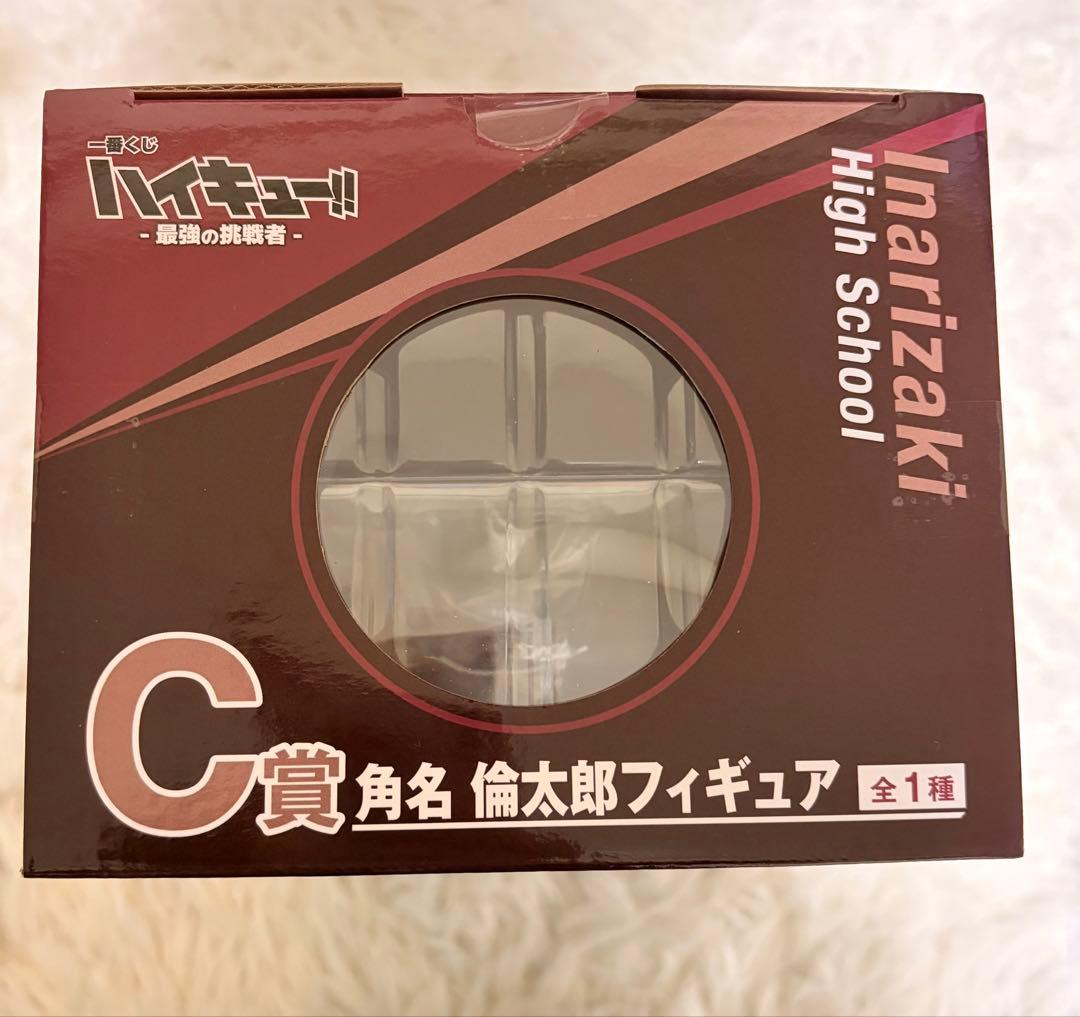 一番くじ
ハイキュー!!
- 最強の挑戦者 -
Inarizaki
High School
C賞 角名 倫太郎フィギュア 全1種